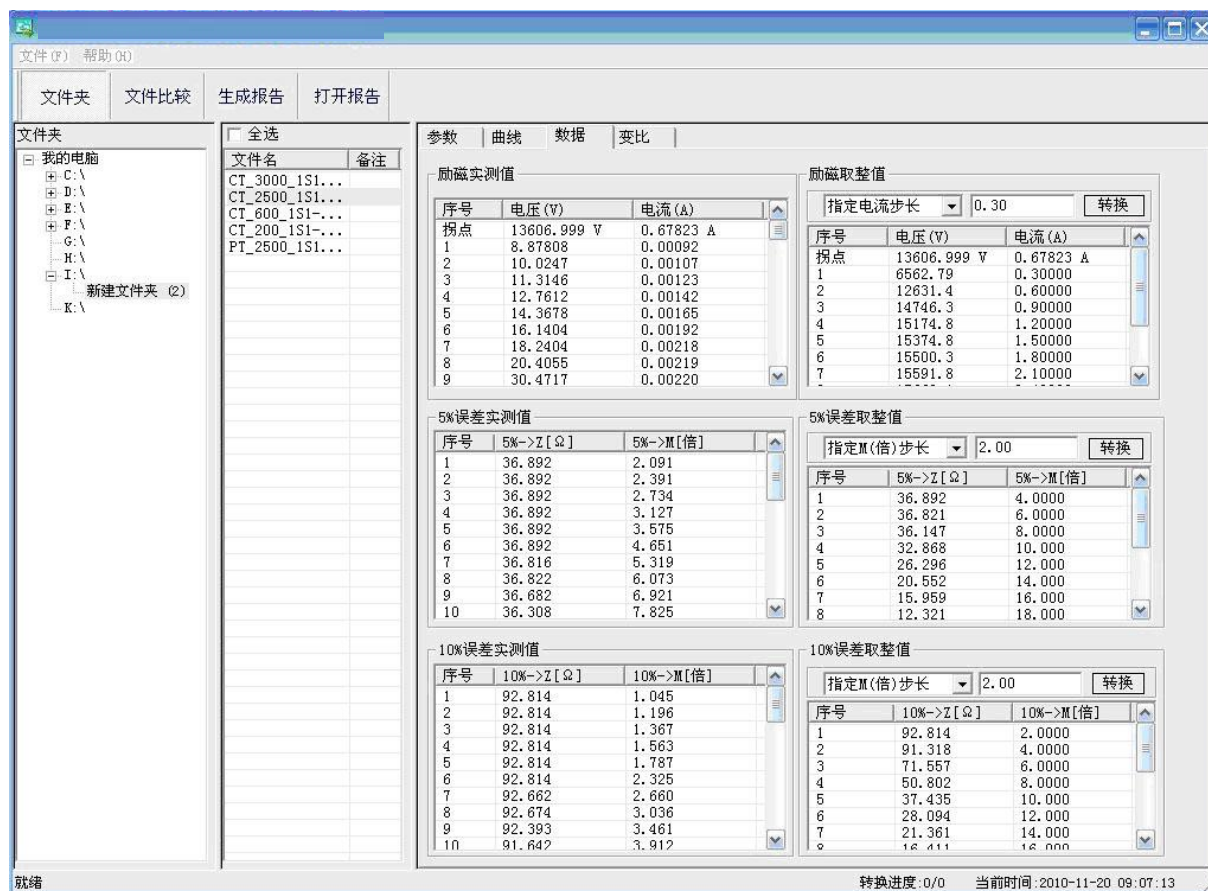 文件(F) 帮助(H)
文件夹 文件比较 生成报告 打开报告
文件夹
我的电脑
C:\
D:\
E:\
F:\
G:\
H:\
I:\
新建文件夹 (2)
K:\
全选
文件名 备注
CT_3000_1S1...
CT_2500_1S1...
CT_600_1S1-...
CT_200_1S1-...
PT_2500_1S1...
参数 曲线 数据 变比
励磁实测值
序号 电压(V) 电流(A)
拐点 13606.999 V 0.67823 A
1 8.87808 0.00092
2 10.0247 0.00107
3 11.3146 0.00123
4 12.7612 0.00142
5 14.3678 0.00165
6 16.1404 0.00192
7 18.2404 0.00218
8 20.4055 0.00219
9 30.4717 0.00220
励磁取整值
指定电流步长 0.30 转换
序号 电压(V) 电流(A)
拐点 13606.999 V 0.67823 A
1 6562.79 0.30000
2 12631.4 0.60000
3 14746.3 0.90000
4 15174.8 1.20000
5 15374.8 1.50000
6 15500.3 1.80000
7 15591.8 2.10000
5%误差实测值
序号 5%->Z[Ω] 5%->M[倍]
1 36.892 2.091
2 36.892 2.391
3 36.892 2.734
4 36.892 3.127
5 36.892 3.575
6 36.892 4.651
7 36.816 5.319
8 36.822 6.073
9 36.682 6.921
10 36.308 7.825
5%误差取整值
指定M(倍)步长 2.00 转换
序号 5%->Z[Ω] 5%->M[倍]
1 36.892 4.0000
2 36.821 6.0000
3 36.147 8.0000
4 32.868 10.000
5 26.296 12.000
6 20.552 14.000
7 15.959 16.000
8 12.321 18.000
10%误差实测值
序号 10%->Z[Ω] 10%->M[倍]
1 92.814 1.045
2 92.814 1.196
3 92.814 1.367
4 92.814 1.563
5 92.814 1.787
6 92.814 2.325
7 92.662 2.660
8 92.674 3.036
9 92.393 3.461
10 91.642 3.912
10%误差取整值
指定M(倍)步长 2.00 转换
序号 10%->Z[Ω] 10%->M[倍]
1 92.814 2.0000
2 91.318 4.0000
3 71.557 6.0000
4 50.802 8.0000
5 37.435 10.000
6 28.094 12.000
7 21.361 14.000
8 16.411 16.000
就绪 转换进度:0/0 当前时间:2010-11-20 09:07:13